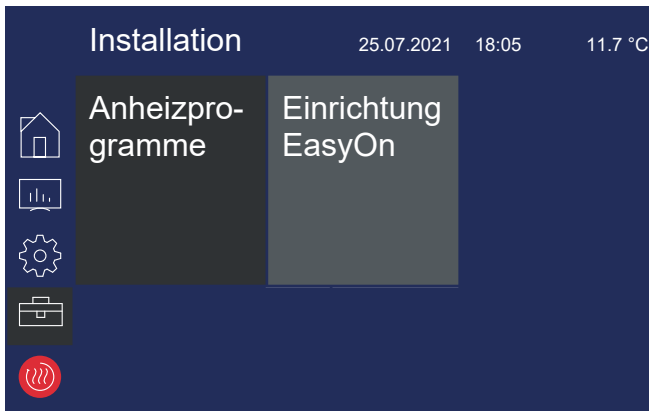 Installation 25.07.2021 18:05 11.7 °C
Anheizpro-
gramme
Einrichtung
EasyOn